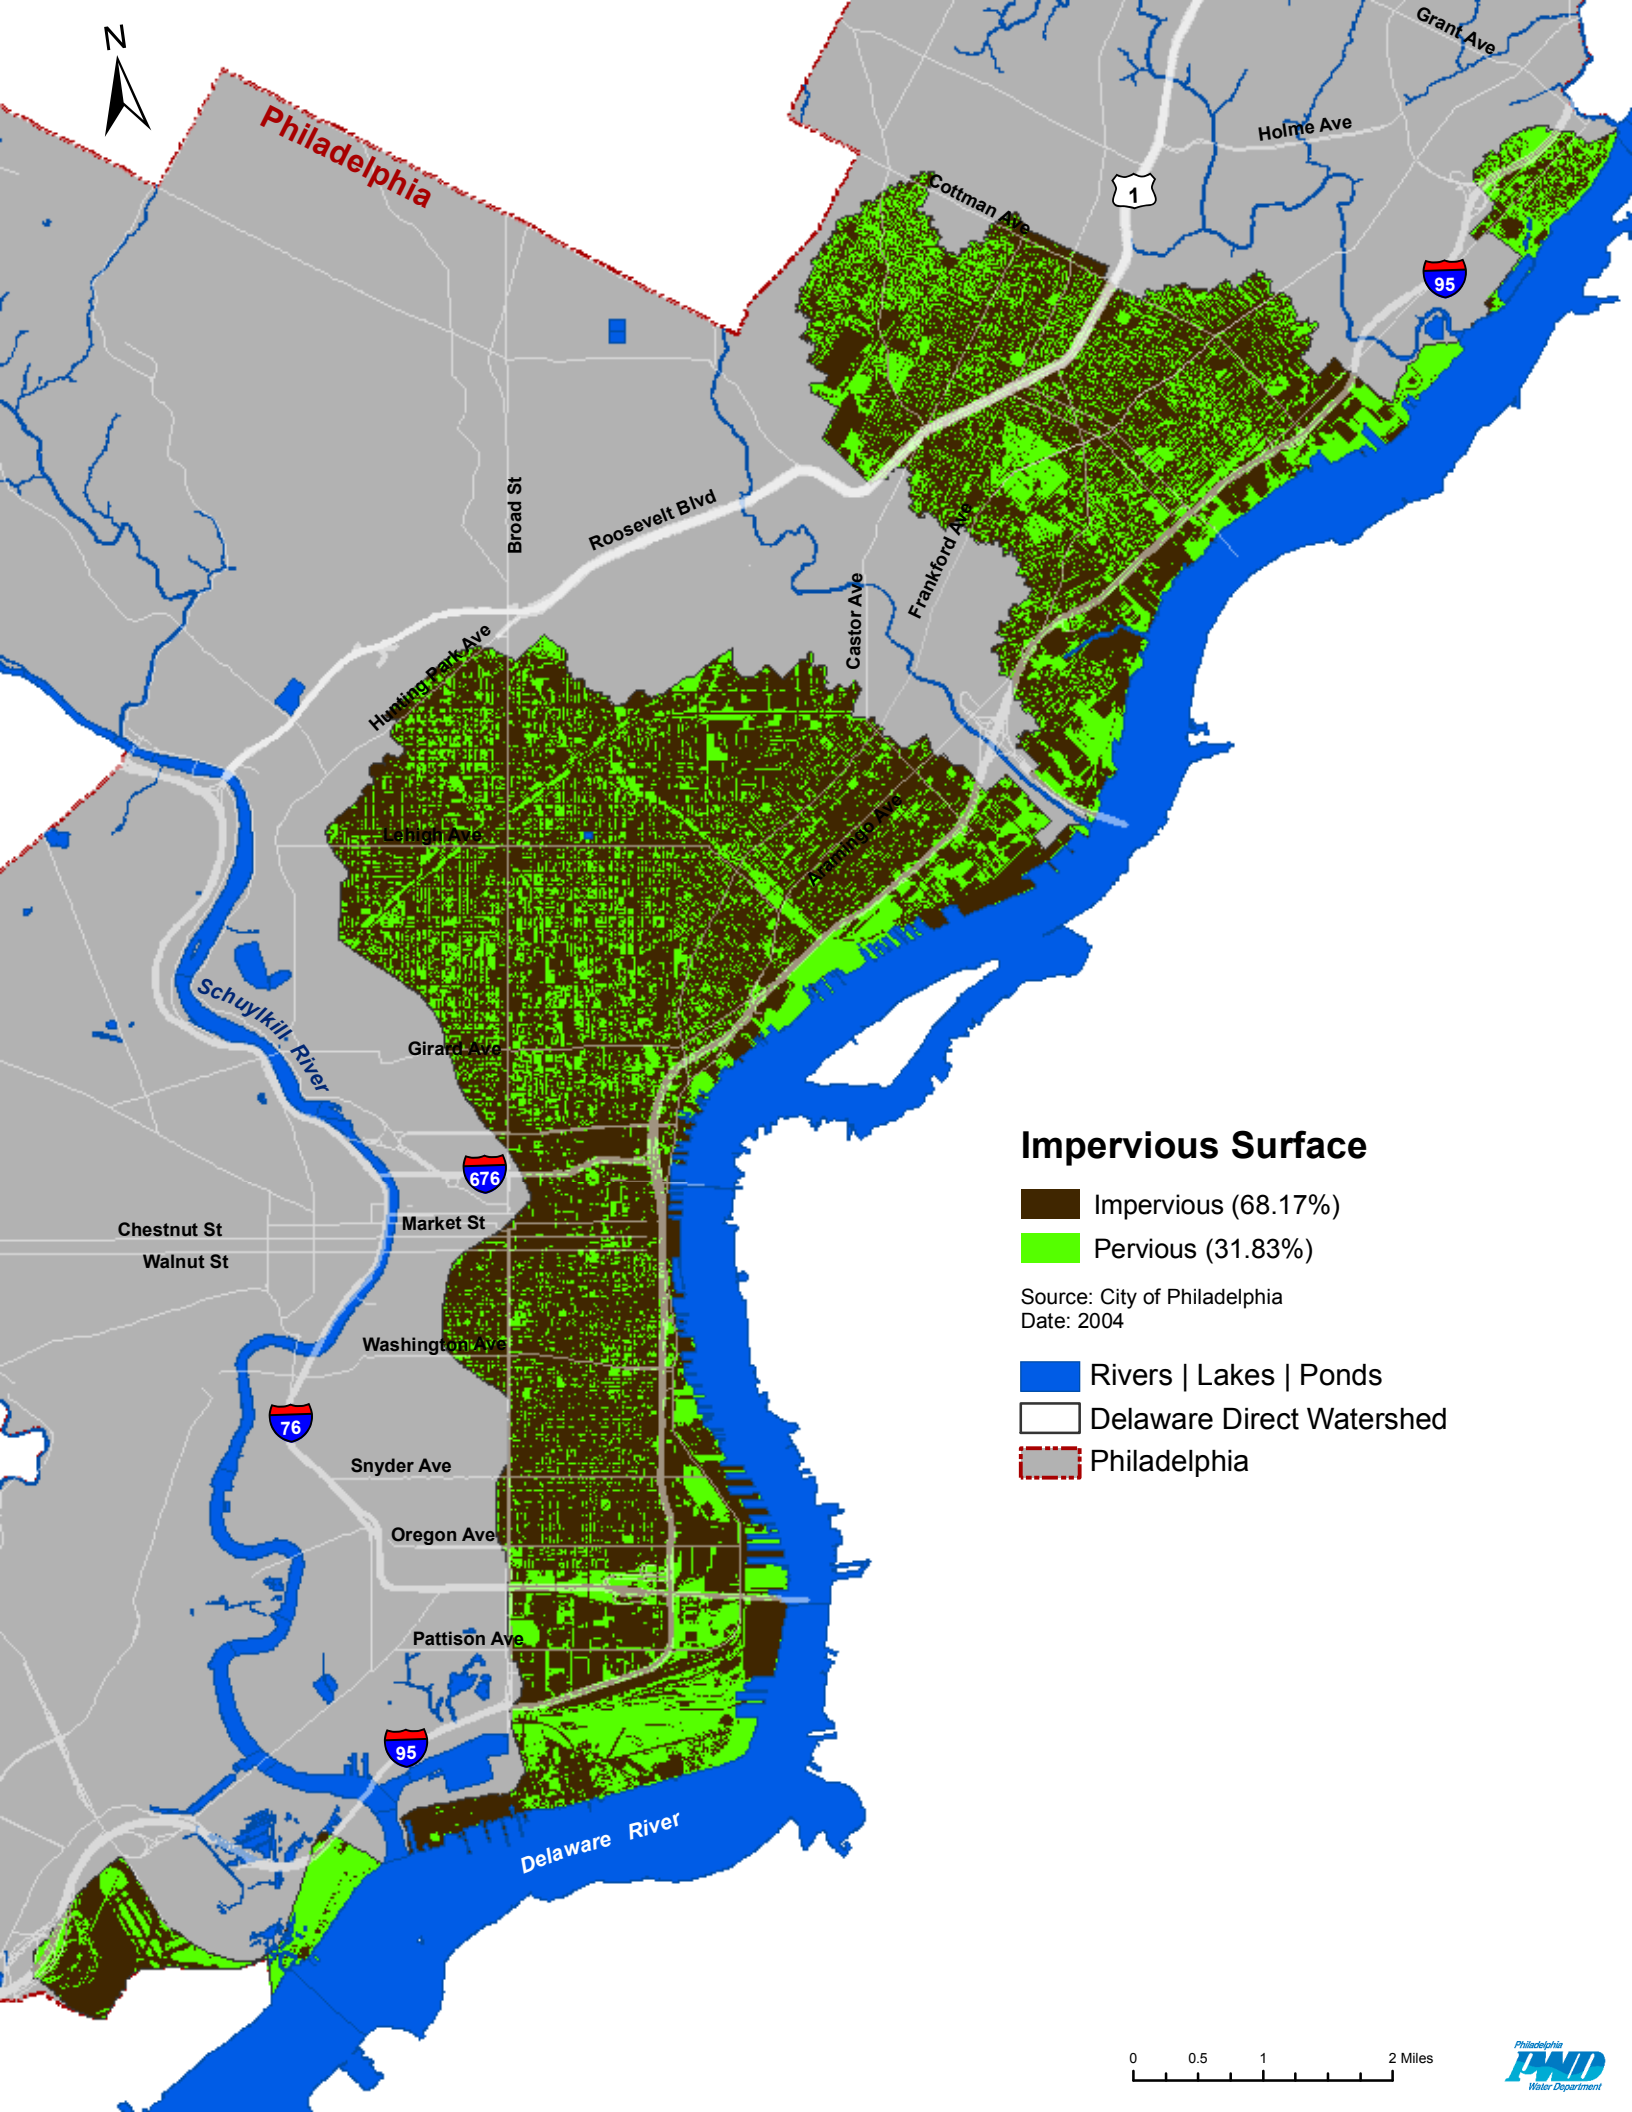 N
Grant Ave
Philadelphia
Holme Ave
Cottman Ave
1
95
Broad St
Roosevelt Blvd
Frankford Ave
Castor Ave
Hunting Park Ave
Aramingo Ave
Lehigh Ave
Schuylkill River
Girard Ave
Impervious Surface
676
Impervious (68.17%)
Chestnut St
Market St
Pervious (31.83%)
Walnut St
Source: City of Philadelphia
Date: 2004
Washington Ave
Rivers | Lakes | Ponds
76
Delaware Direct Watershed
Snyder Ave
Philadelphia
Oregon Ave
Pattison Ave
95
Delaware River
0 0.5 1 2 Miles
Philadelphia
PWD
Water Department